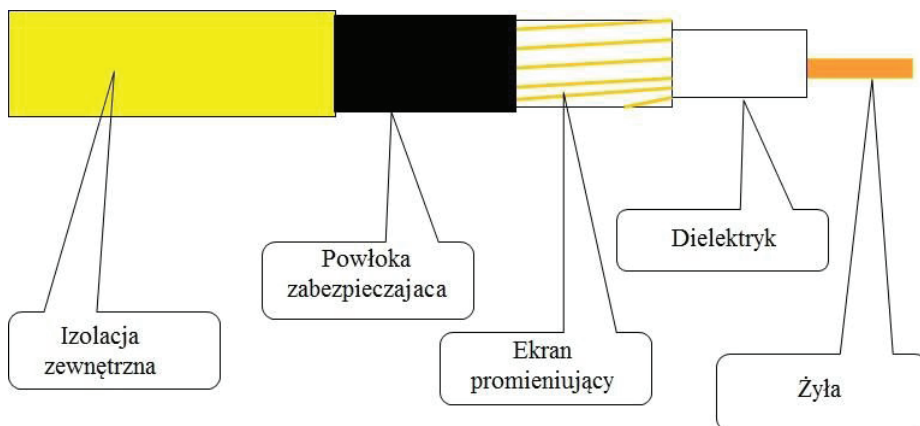 Izolacja
zewnętrzna
Powłoka
zabezpieczajaca
Ekran
promieniujący
Dielektryk
Żyła